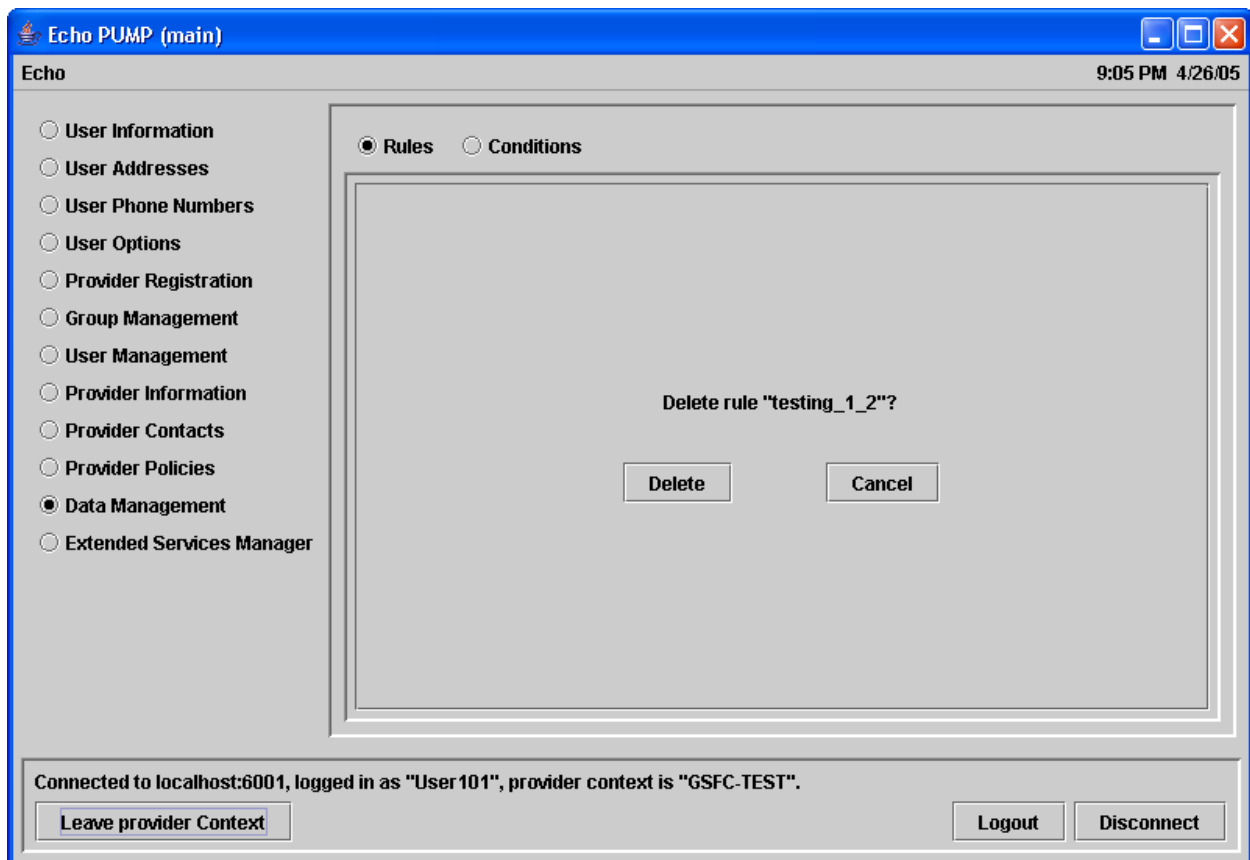 Echo PUMP (main)
Echo
9:05 PM 4/26/05
User Information
User Addresses
User Phone Numbers
User Options
Provider Registration
Group Management
User Management
Provider Information
Provider Contacts
Provider Policies
Data Management
Extended Services Manager
Rules Conditions
Delete rule "testing_1_2"?
Delete Cancel
Connected to localhost:6001, logged in as "User101", provider context is "GSFC-TEST".
Leave provider Context Logout Disconnect